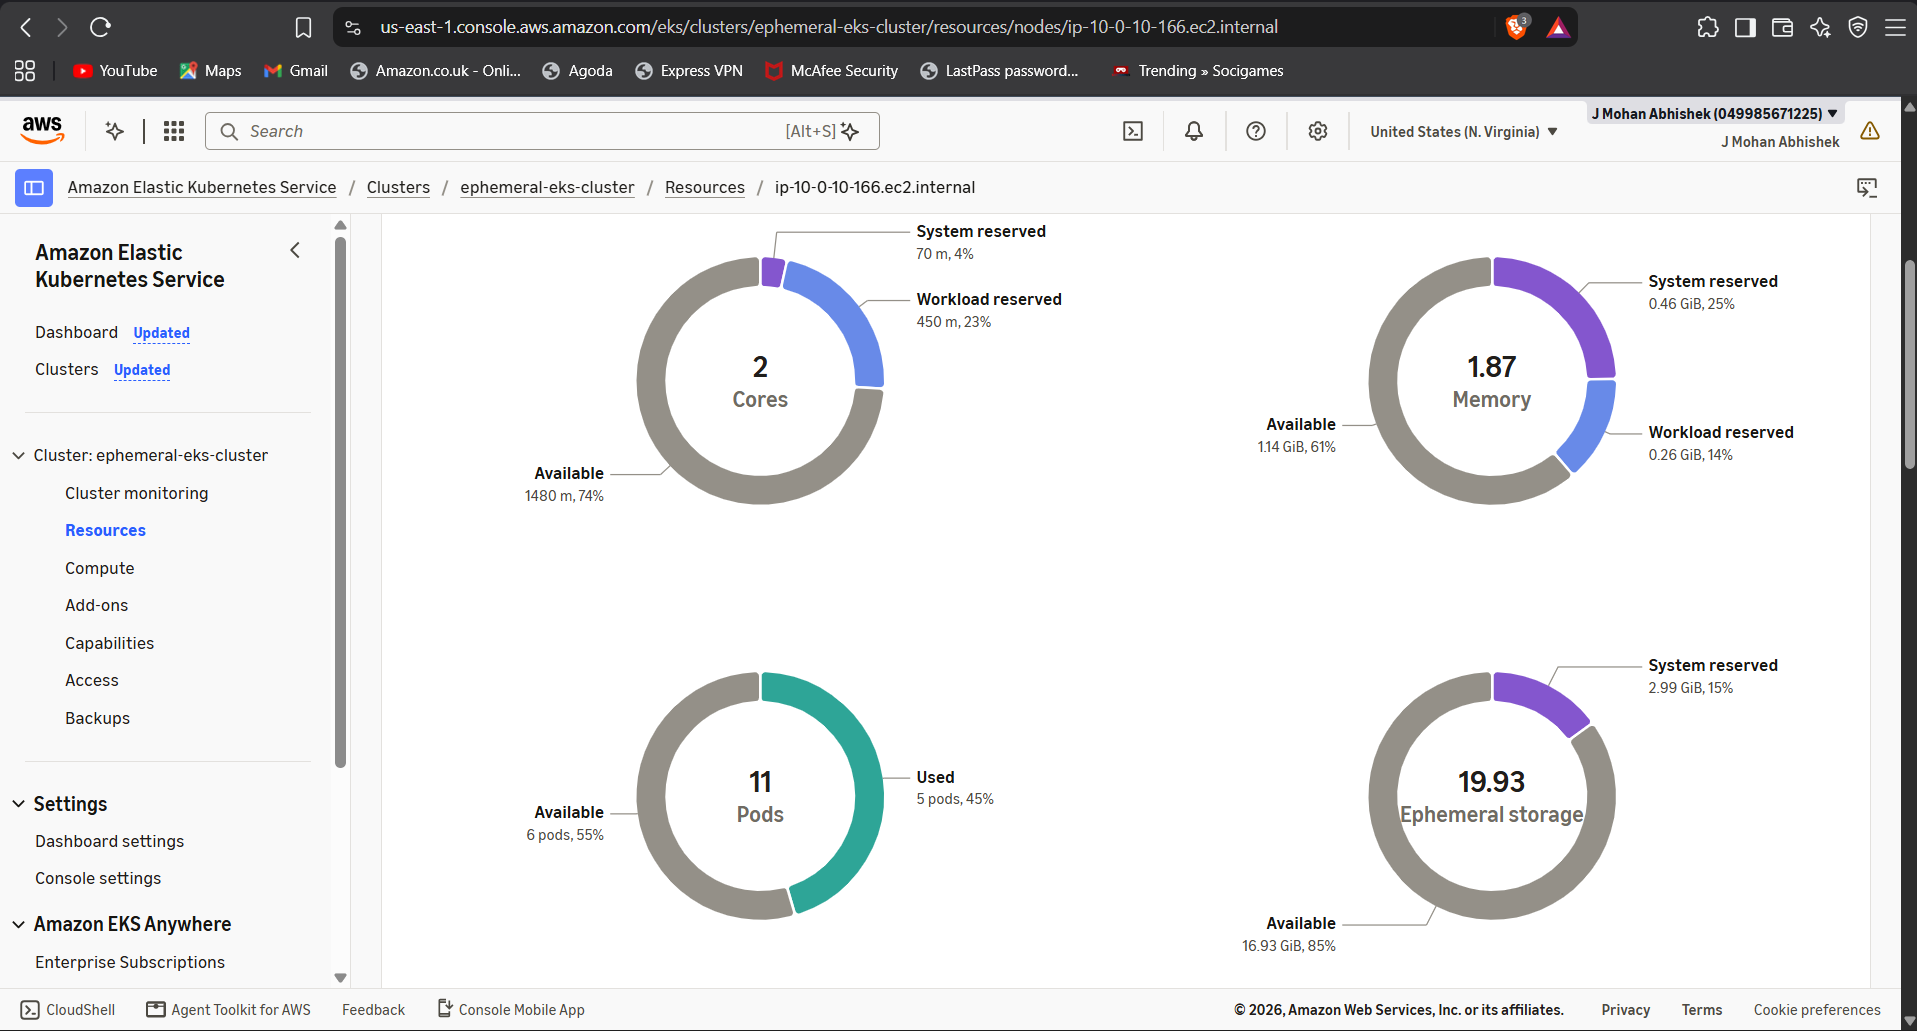 us-east-1.console.aws.amazon.com/eks/clusters/ephemeral-eks-cluster/resources/nodes/ip-10-0-10-166.ec2.internal
3
YouTube
Maps
Gmail
Amazon.co.uk - Onli...
Agoda
Express VPN
McAfee Security
LastPass password...
Trending » Socigames
aws
Search
[Alt+S]
United States (N. Virginia)
J Mohan Abhishek (049985671225)
J Mohan Abhishek
Amazon Elastic Kubernetes Service / Clusters / ephemeral-eks-cluster / Resources / ip-10-0-10-166.ec2.internal
Amazon Elastic
Kubernetes Service
Dashboard Updated
Clusters Updated
Cluster: ephemeral-eks-cluster
Cluster monitoring
Resources
Compute
Add-ons
Capabilities
Access
Backups
Settings
Dashboard settings
Console settings
Amazon EKS Anywhere
Enterprise Subscriptions
System reserved
70 m, 4%
Workload reserved
450 m, 23%
2
Cores
Available
1480 m, 74%
System reserved
0.46 GiB, 25%
1.87
Memory
Available
1.14 GiB, 61%
Workload reserved
0.26 GiB, 14%
11
Pods
Used
5 pods, 45%
Available
6 pods, 55%
System reserved
2.99 GiB, 15%
19.93
Ephemeral storage
Available
16.93 GiB, 85%
CloudShell
Agent Toolkit for AWS
Feedback
Console Mobile App
© 2026, Amazon Web Services, Inc. or its affiliates.
Privacy
Terms
Cookie preferences